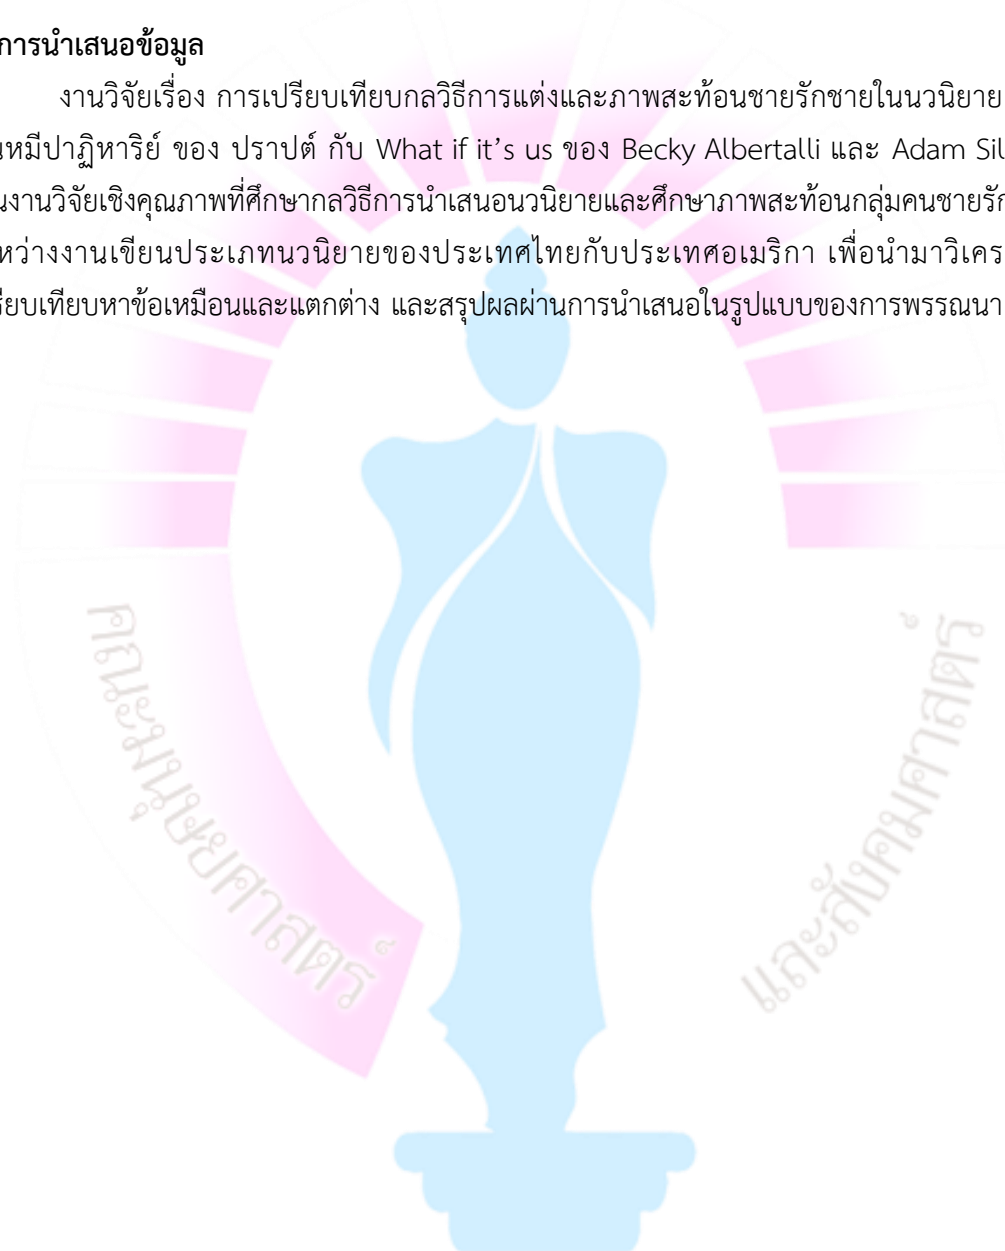 การนำเสนอข้อมูล
งานวิจัยเรื่อง การเปรียบเทียบกลวิธีการแต่งและภาพสะท้อนชายรักชายในนวนิยาย
นหมีปาฏิหาริย์ ของ ปราปต์ กับ What if it's us ของ Becky Albertalli และ Adam Sil
นงานวิจัยเชิงคุณภาพที่ศึกษากลวิธีการนำเสนอนวนิยายและศึกษาภาพสะท้อนกลุ่มคนชายรัก
หว่างงานเขียนประเภทนวนิยายของประเทศไทยกับประเทศอเมริกา เพื่อนำมาวิเคร
รียบเทียบหาข้อเหมือนและแตกต่าง และสรุปผลผ่านการนำเสนอในรูปแบบของการพรรณนา
คณะมนุษยศาสตร์
และสังคมศาสตร์